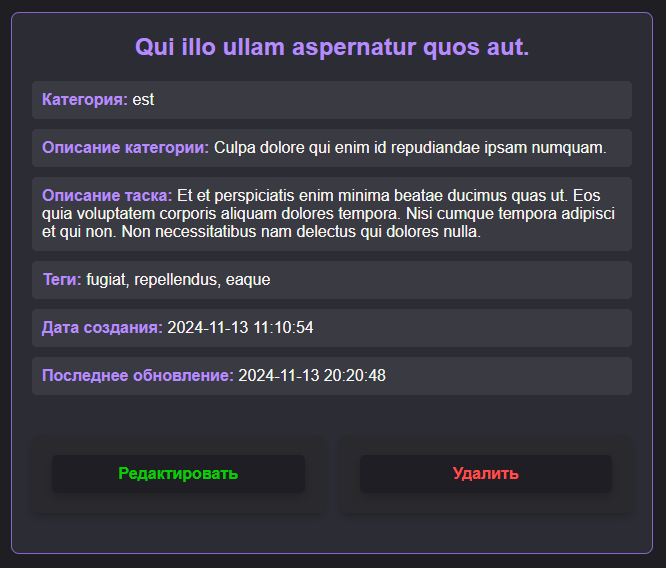 Qui illo ullam aspernatur quos aut.
Категория: est
Описание категории: Culpa dolore qui enim id repudiandae ipsam numquam.
Описание таска: Et et perspiciatis enim minima beatae ducimus quas ut. Eos
quia voluptatem corporis aliquam dolores tempora. Nisi cumque tempora adipisci
et qui non. Non necessitatibus nam delectus qui dolores nulla.
Теги: fugiat, repellendus, eaque
Дата создания: 2024-11-13 11:10:54
Последнее обновление: 2024-11-13 20:20:48
Редактировать
Удалить